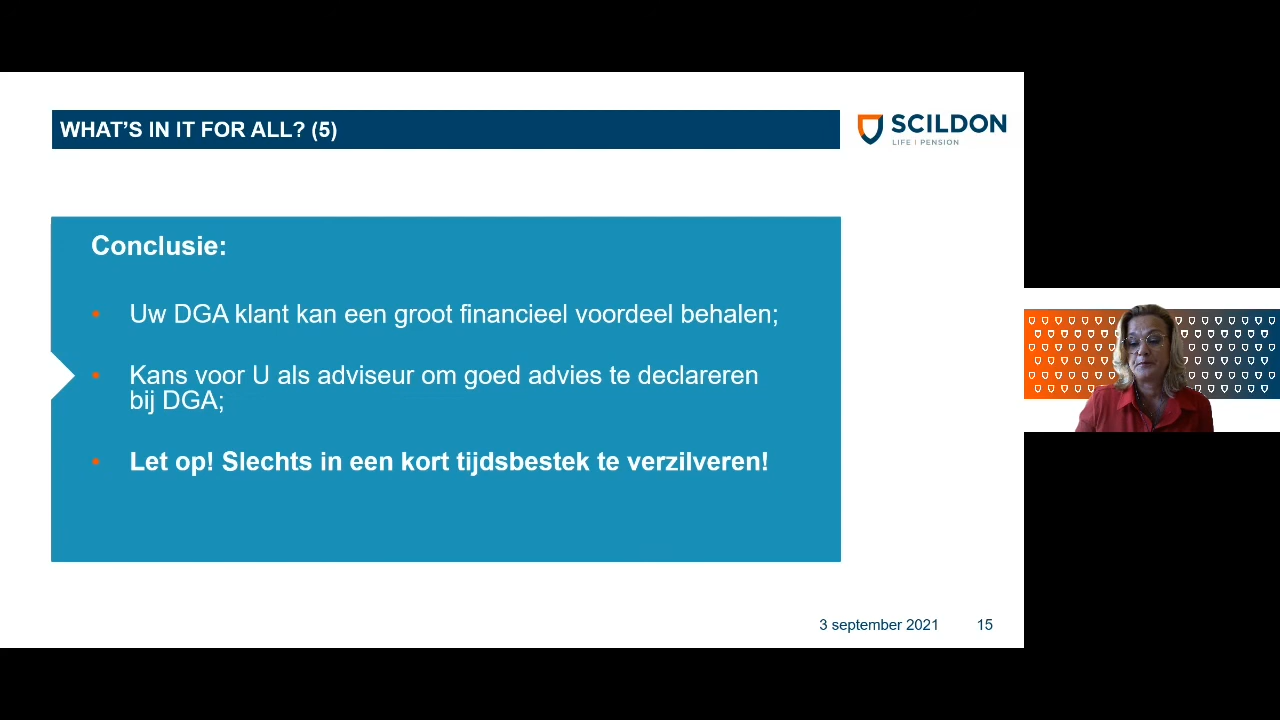 WHAT'S IN IT FOR ALL? (5)
SCILDON
LIFE | PENSION
Conclusie:
• Uw DGA klant kan een groot financieel voordeel behalen;
• Kans voor U als adviseur om goed advies te declareren
bij DGA;
• Let op! Slechts in een kort tijdsbestek te verzilveren!
3 september 2021 15